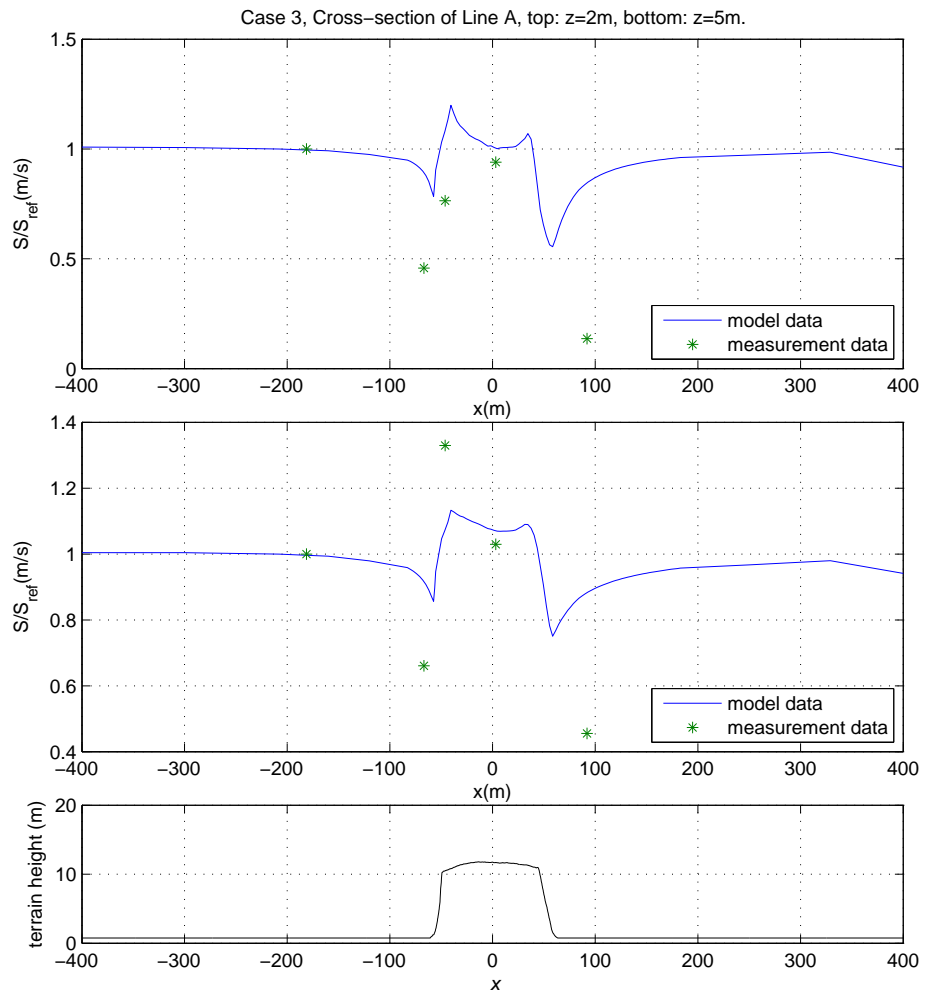 Case 3, Cross−section of Line A, top: z=2m, bottom: z=5m.
1.5
1
0.5
0
S/S_ref(m/s)
model data
measurement data
−400 −300 −200 −100 0 100 200 300 400
x(m)
1.4
1.2
1
0.8
0.6
0.4
S/S_ref(m/s)
model data
measurement data
−400 −300 −200 −100 0 100 200 300 400
x(m)
20
10
0
terrain height (m)
−400 −300 −200 −100 0 100 200 300 400
x